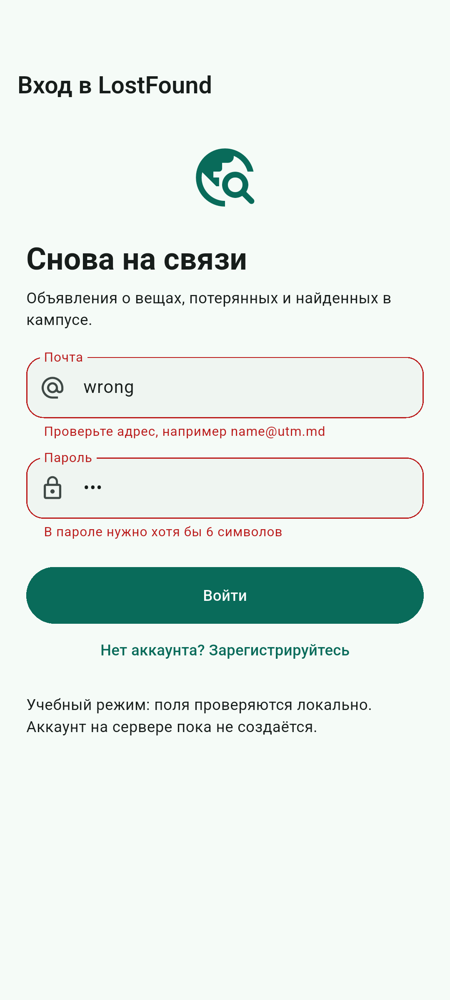 Вход в LostFound
Снова на связи
Объявления о вещах, потерянных и найденных в
кампусе.
Почта
wrong
Проверьте адрес, например name@utm.md
Пароль
•••
В пароле нужно хотя бы 6 символов
Войти
Нет аккаунта? Зарегистрируйтесь
Учебный режим: поля проверяются локально.
Аккаунт на сервере пока не создаётся.